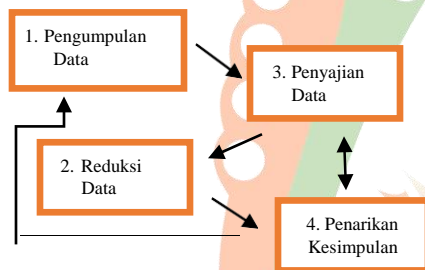 1. Pengumpulan
Data
3. Penyajian
Data
2. Reduksi
Data
4. Penarikan
Kesimpulan